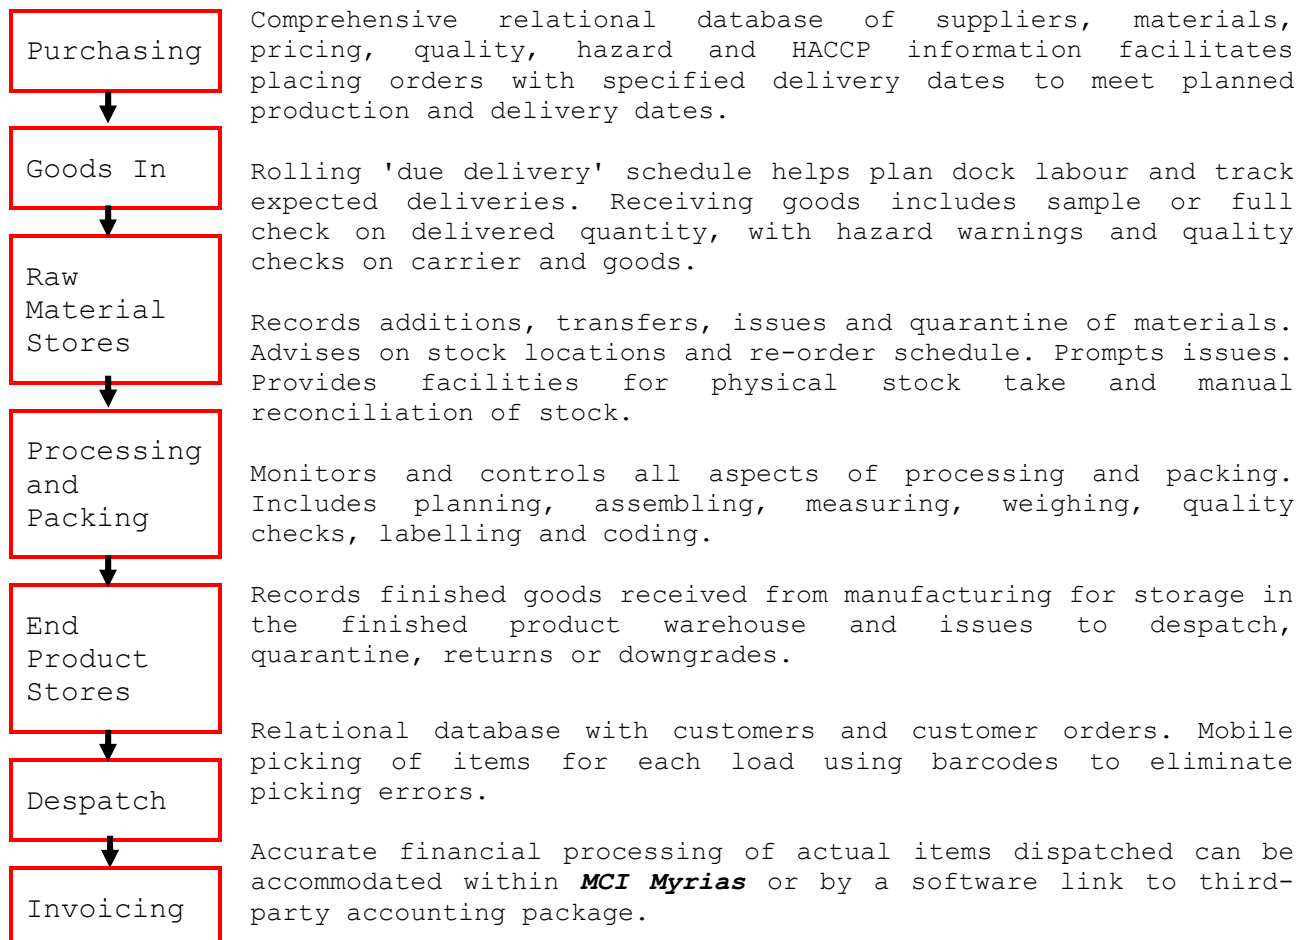 Purchasing
Comprehensive relational database of suppliers, materials,
pricing, quality, hazard and HACCP information facilitates
placing orders with specified delivery dates to meet planned
production and delivery dates.
Goods In
Rolling 'due delivery' schedule helps plan dock labour and track
expected deliveries. Receiving goods includes sample or full
check on delivered quantity, with hazard warnings and quality
checks on carrier and goods.
Raw
Material
Stores
Records additions, transfers, issues and quarantine of materials.
Advises on stock locations and re-order schedule. Prompts issues.
Provides facilities for physical stock take and manual
reconciliation of stock.
Processing
and
Packing
Monitors and controls all aspects of processing and packing.
Includes planning, assembling, measuring, weighing, quality
checks, labelling and coding.
End
Product
Stores
Records finished goods received from manufacturing for storage in
the finished product warehouse and issues to despatch,
quarantine, returns or downgrades.
Despatch
Relational database with customers and customer orders. Mobile
picking of items for each load using barcodes to eliminate
picking errors.
Invoicing
Accurate financial processing of actual items dispatched can be
accommodated within MCI Myrias or by a software link to third-
party accounting package.